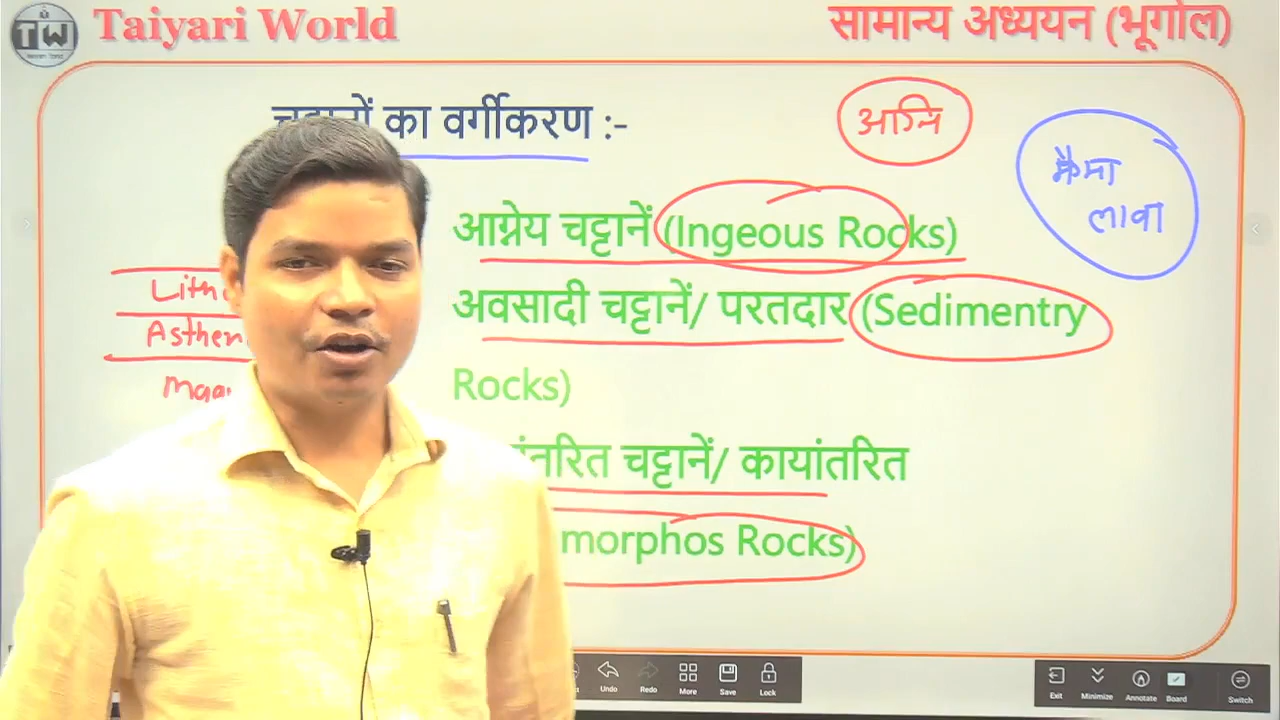 TW
Taiyari World
सामान्य अध्ययन (भूगोल)
का वर्गीकरण :-
अग्नि
मैग्मा
लावा
आग्नेय चट्टानें (Ingeous Rocks)
अवसादी चट्टानें/ परतदार (Sedimentry
Rocks)
चट्टानें/ कायांतरित
morphos Rocks)
Undo
Redo
More
Save
Lock
Exit
Minimize
Annotate
Board
Switch